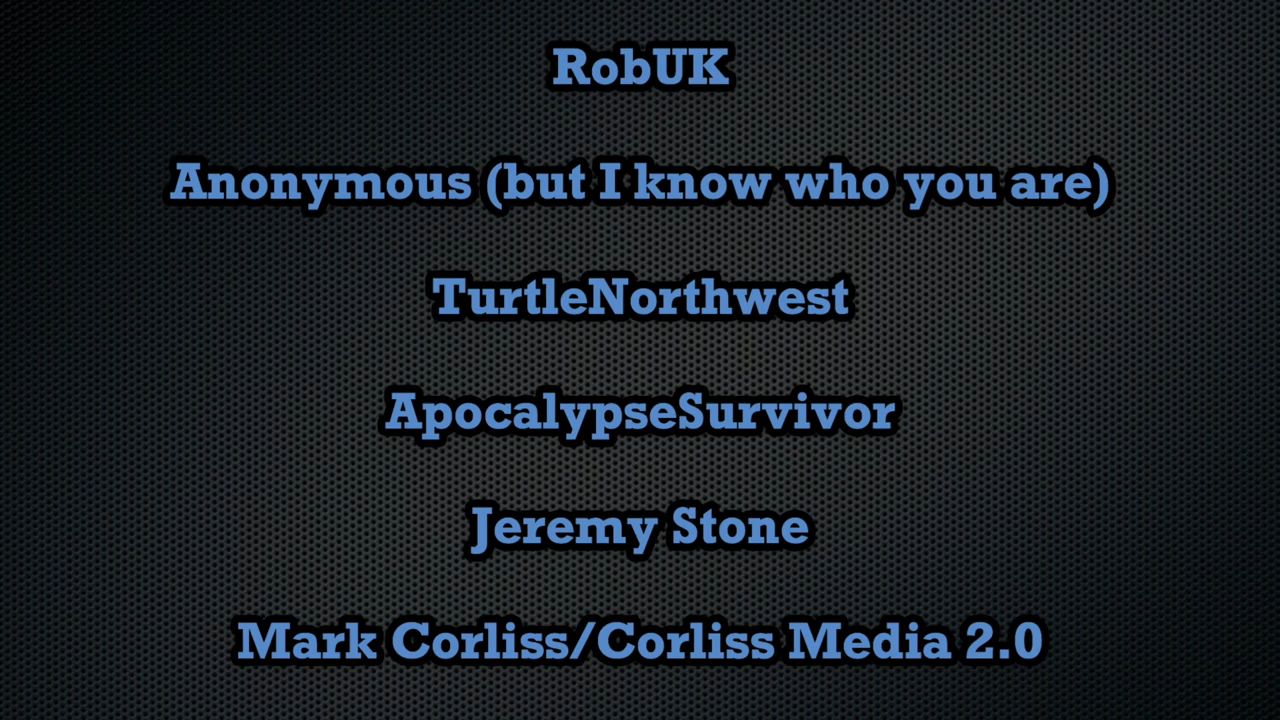 RobUK
Anonymous (but I know who you are)
TurtleNorthwest
ApocalypseSurvivor
Jeremy Stone
Mark Corliss/Corliss Media 2.0